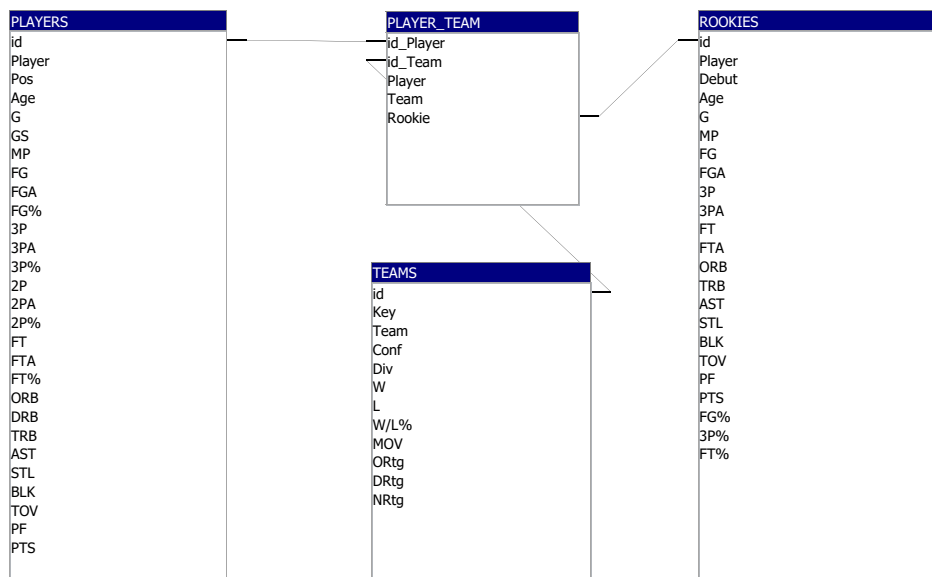 PLAYERS
id
Player
Pos
Age
G
GS
MP
FG
FGA
FG%
3P
3PA
3P%
2P
2PA
2P%
FT
FTA
FT%
ORB
DRB
TRB
AST
STL
BLK
TOV
PF
PTS
PLAYER_TEAM
id_Player
id_Team
Player
Team
Rookie
TEAMS
id
Key
Team
Conf
Div
W
L
W/L%
MOV
ORtg
DRtg
NRtg
ROOKIES
id
Player
Debut
Age
G
MP
FG
FGA
3P
3PA
FT
FTA
ORB
TRB
AST
STL
BLK
TOV
PF
PTS
FG%
3P%
FT%